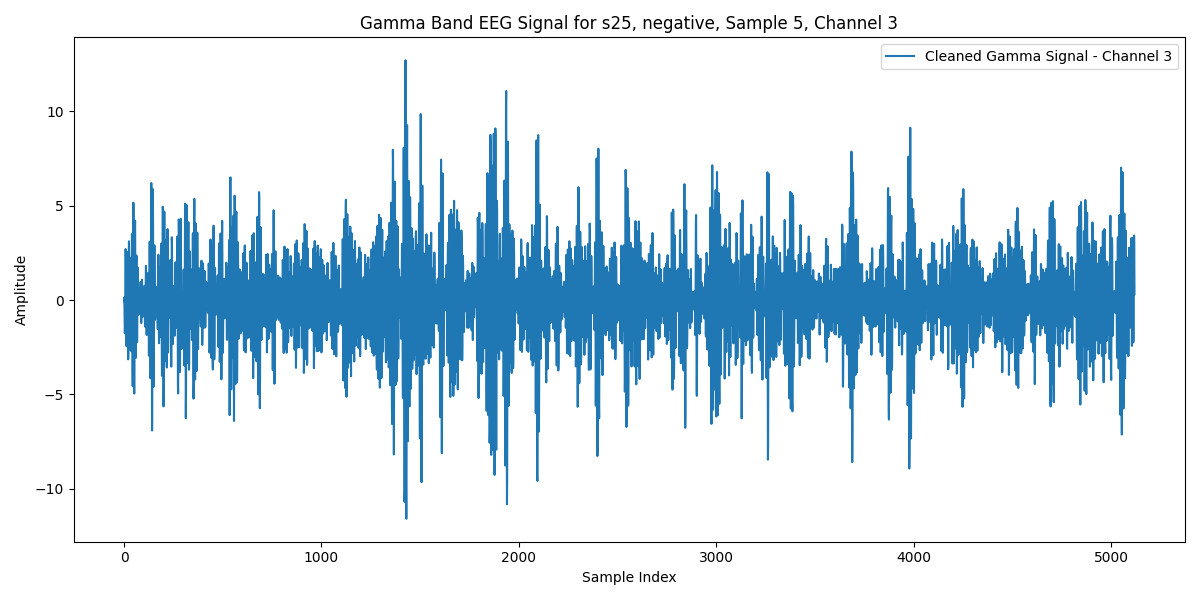 Gamma Band EEG Signal for s25, negative, Sample 5, Channel 3
Cleaned Gamma Signal - Channel 3
Amplitude
10
5
0
−5
−10
0 1000 2000 3000 4000 5000
Sample Index